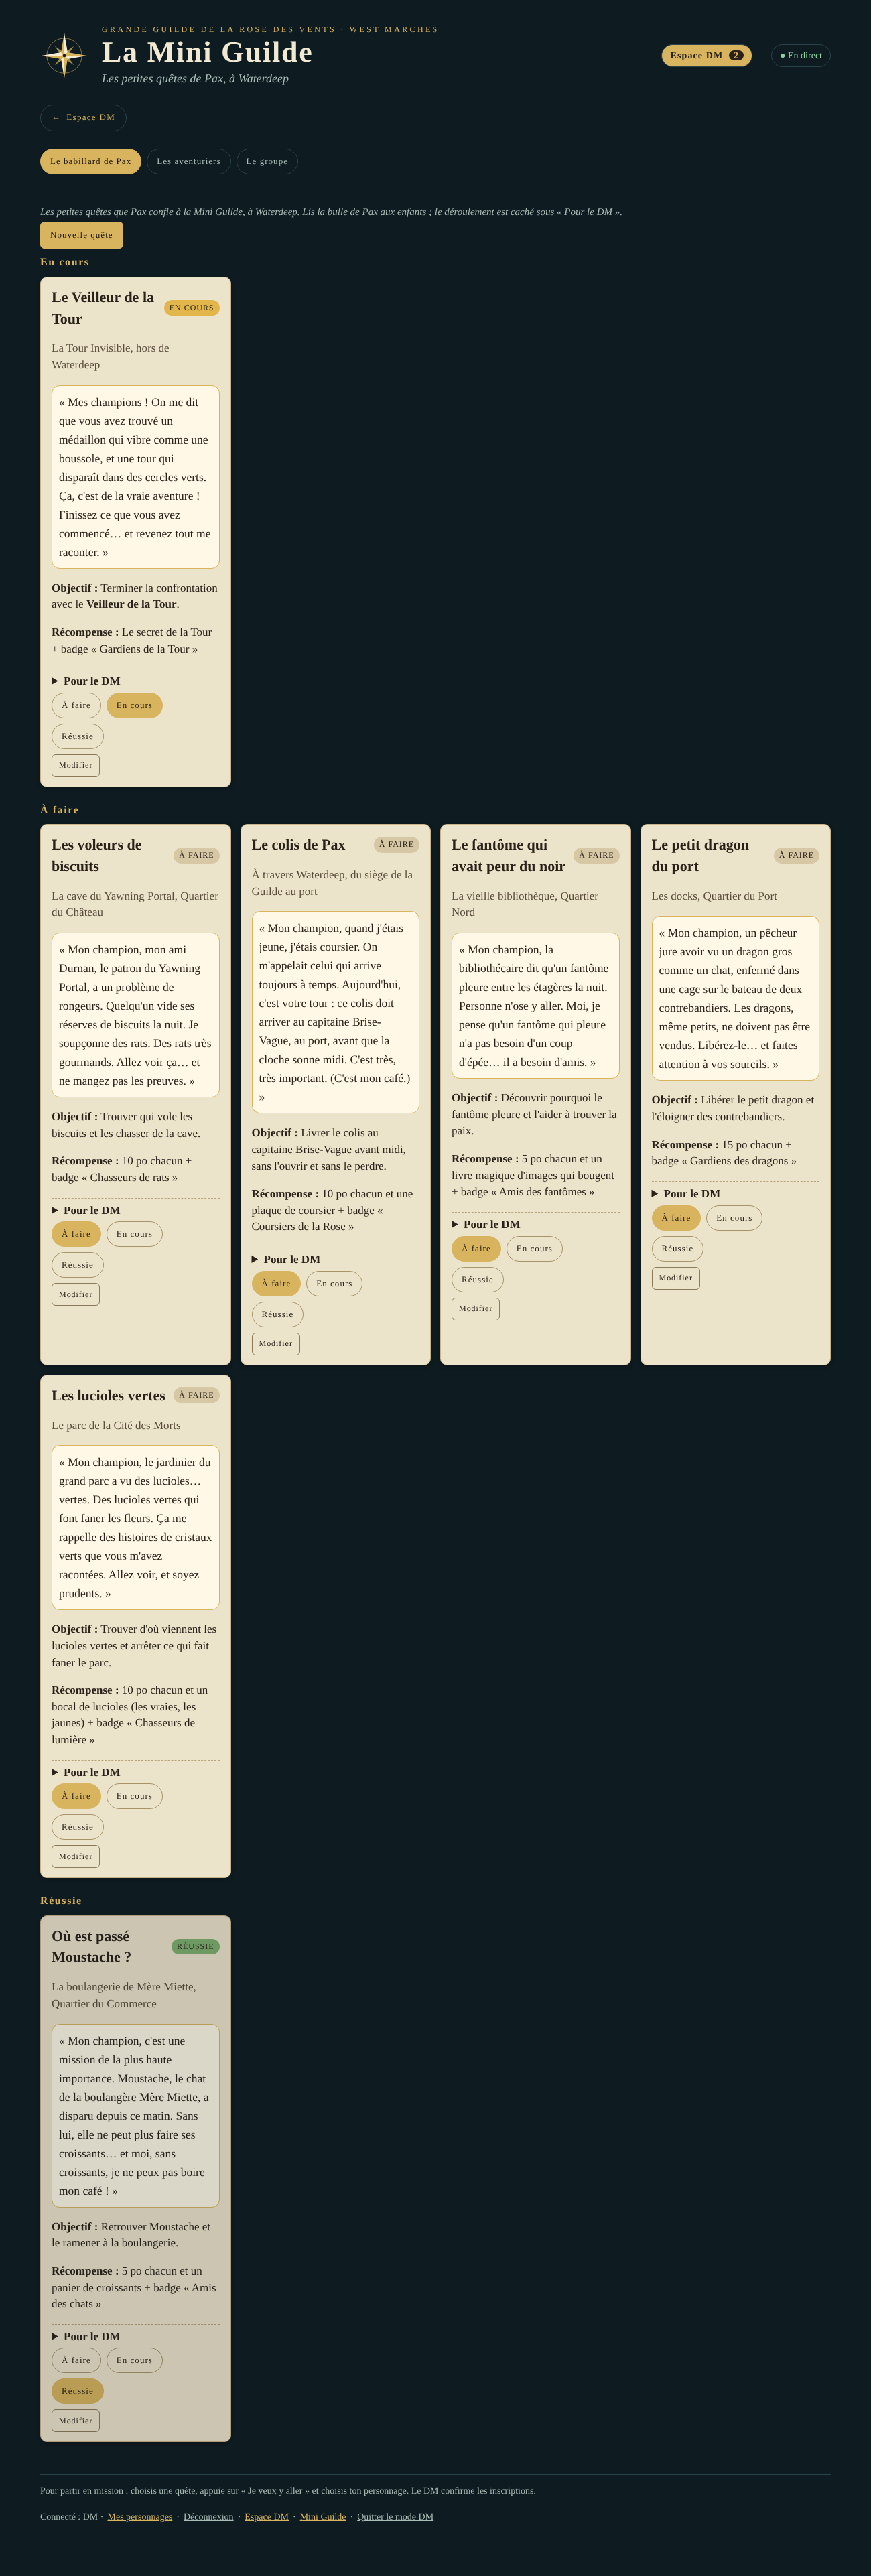 GRANDE GUILDE DE LA ROSE DES VENTS · WEST MARCHES
La Mini Guilde
Les petites quêtes de Pax, à Waterdeep
Espace DM 2
● En direct
← Espace DM
Le babillard de Pax
Les aventuriers
Le groupe
Les petites quêtes que Pax confie à la Mini Guilde, à Waterdeep. Lis la bulle de Pax aux enfants ; le déroulement est caché sous « Pour le DM ».
Nouvelle quête
En cours
Le Veilleur de la
Tour
EN COURS
La Tour Invisible, hors de
Waterdeep
« Mes champions ! On me dit
que vous avez trouvé un
médaillon qui vibre comme une
boussole, et une tour qui
disparaît dans des cercles verts.
Ça, c'est de la vraie aventure !
Finissez ce que vous avez
commencé… et revenez tout me
raconter. »
Objectif : Terminer la confrontation
avec le Veilleur de la Tour.
Récompense : Le secret de la Tour
+ badge « Gardiens de la Tour »
▶ Pour le DM
À faire
En cours
Réussie
Modifier
À faire
Les voleurs de
biscuits
À FAIRE
La cave du Yawning Portal, Quartier
du Château
« Mon champion, mon ami
Durnan, le patron du Yawning
Portal, a un problème de
rongeurs. Quelqu'un vide ses
réserves de biscuits la nuit. Je
soupçonne des rats. Des rats très
gourmands. Allez voir ça… et
ne mangez pas les preuves. »
Objectif : Trouver qui vole les
biscuits et les chasser de la cave.
Récompense : 10 po chacun +
badge « Chasseurs de rats »
▶ Pour le DM
À faire
En cours
Réussie
Modifier
Le colis de Pax
À FAIRE
À travers Waterdeep, du siège de la
Guilde au port
« Mon champion, quand j'étais
jeune, j'étais coursier. On
m'appelait celui qui arrive
toujours à temps. Aujourd'hui,
c'est votre tour : ce colis doit
arriver au capitaine Brise-
Vague, au port, avant que la
cloche sonne midi. C'est très,
très important. (C'est mon café.)
»
Objectif : Livrer le colis au
capitaine Brise-Vague avant midi,
sans l'ouvrir et sans le perdre.
Récompense : 10 po chacun et une
plaque de coursier + badge «
Coursiers de la Rose »
▶ Pour le DM
À faire
En cours
Réussie
Modifier
Le fantôme qui
avait peur du noir
À FAIRE
La vieille bibliothèque, Quartier
Nord
« Mon champion, la
bibliothécaire dit qu'un fantôme
pleure entre les étagères la nuit.
Personne n'ose y aller. Moi, je
pense qu'un fantôme qui pleure
n'a pas besoin d'un coup
d'épée… il a besoin d'amis. »
Objectif : Découvrir pourquoi le
fantôme pleure et l'aider à trouver la
paix.
Récompense : 5 po chacun et un
livre magique d'images qui bougent
+ badge « Amis des fantômes »
▶ Pour le DM
À faire
En cours
Réussie
Modifier
Le petit dragon
du port
À FAIRE
Les docks, Quartier du Port
« Mon champion, un pêcheur
jure avoir vu un dragon gros
comme un chat, enfermé dans
une cage sur le bateau de deux
contrebandiers. Les dragons,
même petits, ne doivent pas être
vendus. Libérez-le… et faites
attention à vos sourcils. »
Objectif : Libérer le petit dragon et
l'éloigner des contrebandiers.
Récompense : 15 po chacun +
badge « Gardiens des dragons »
▶ Pour le DM
À faire
En cours
Réussie
Modifier
Les lucioles vertes
À FAIRE
Le parc de la Cité des Morts
« Mon champion, le jardinier du
grand parc a vu des lucioles…
vertes. Des lucioles vertes qui
font faner les fleurs. Ça me
rappelle des histoires de cristaux
verts que vous m'avez
racontées. Allez voir, et soyez
prudents. »
Objectif : Trouver d'où viennent les
lucioles vertes et arrêter ce qui fait
faner le parc.
Récompense : 10 po chacun et un
bocal de lucioles (les vraies, les
jaunes) + badge « Chasseurs de
lumière »
▶ Pour le DM
À faire
En cours
Réussie
Modifier
Réussie
Où est passé
Moustache ?
RÉUSSIE
La boulangerie de Mère Miette,
Quartier du Commerce
« Mon champion, c'est une
mission de la plus haute
importance. Moustache, le chat
de la boulangère Mère Miette, a
disparu depuis ce matin. Sans
lui, elle ne peut plus faire ses
croissants… et moi, sans
croissants, je ne peux pas boire
mon café ! »
Objectif : Retrouver Moustache et
le ramener à la boulangerie.
Récompense : 5 po chacun et un
panier de croissants + badge « Amis
des chats »
▶ Pour le DM
À faire
En cours
Réussie
Modifier
Pour partir en mission : choisis une quête, appuie sur « Je veux y aller » et choisis ton personnage. Le DM confirme les inscriptions.
Connecté : DM · Mes personnages · Déconnexion · Espace DM · Mini Guilde · Quitter le mode DM